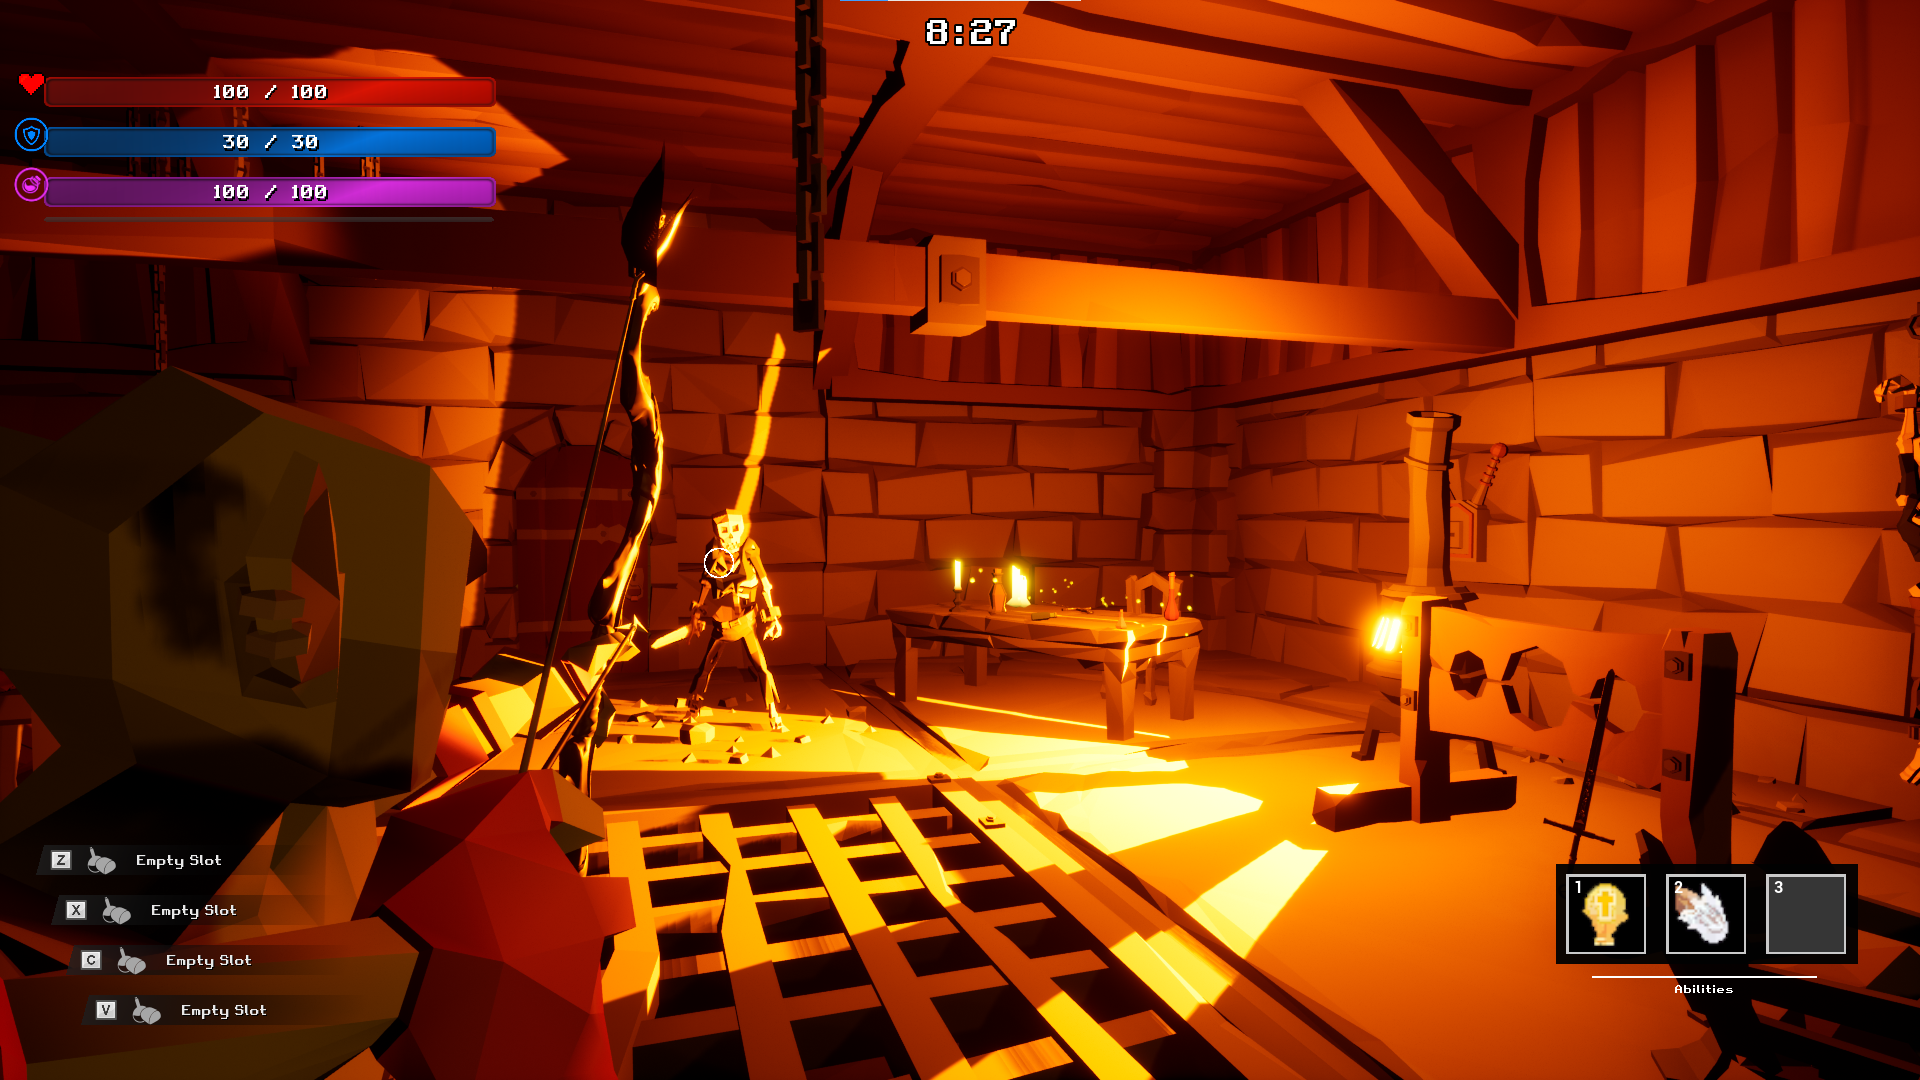 8:27
100 / 100
30 / 30
100 / 100
Z Empty Slot
X Empty Slot
C Empty Slot
V Empty Slot
1 2 3
Abilities